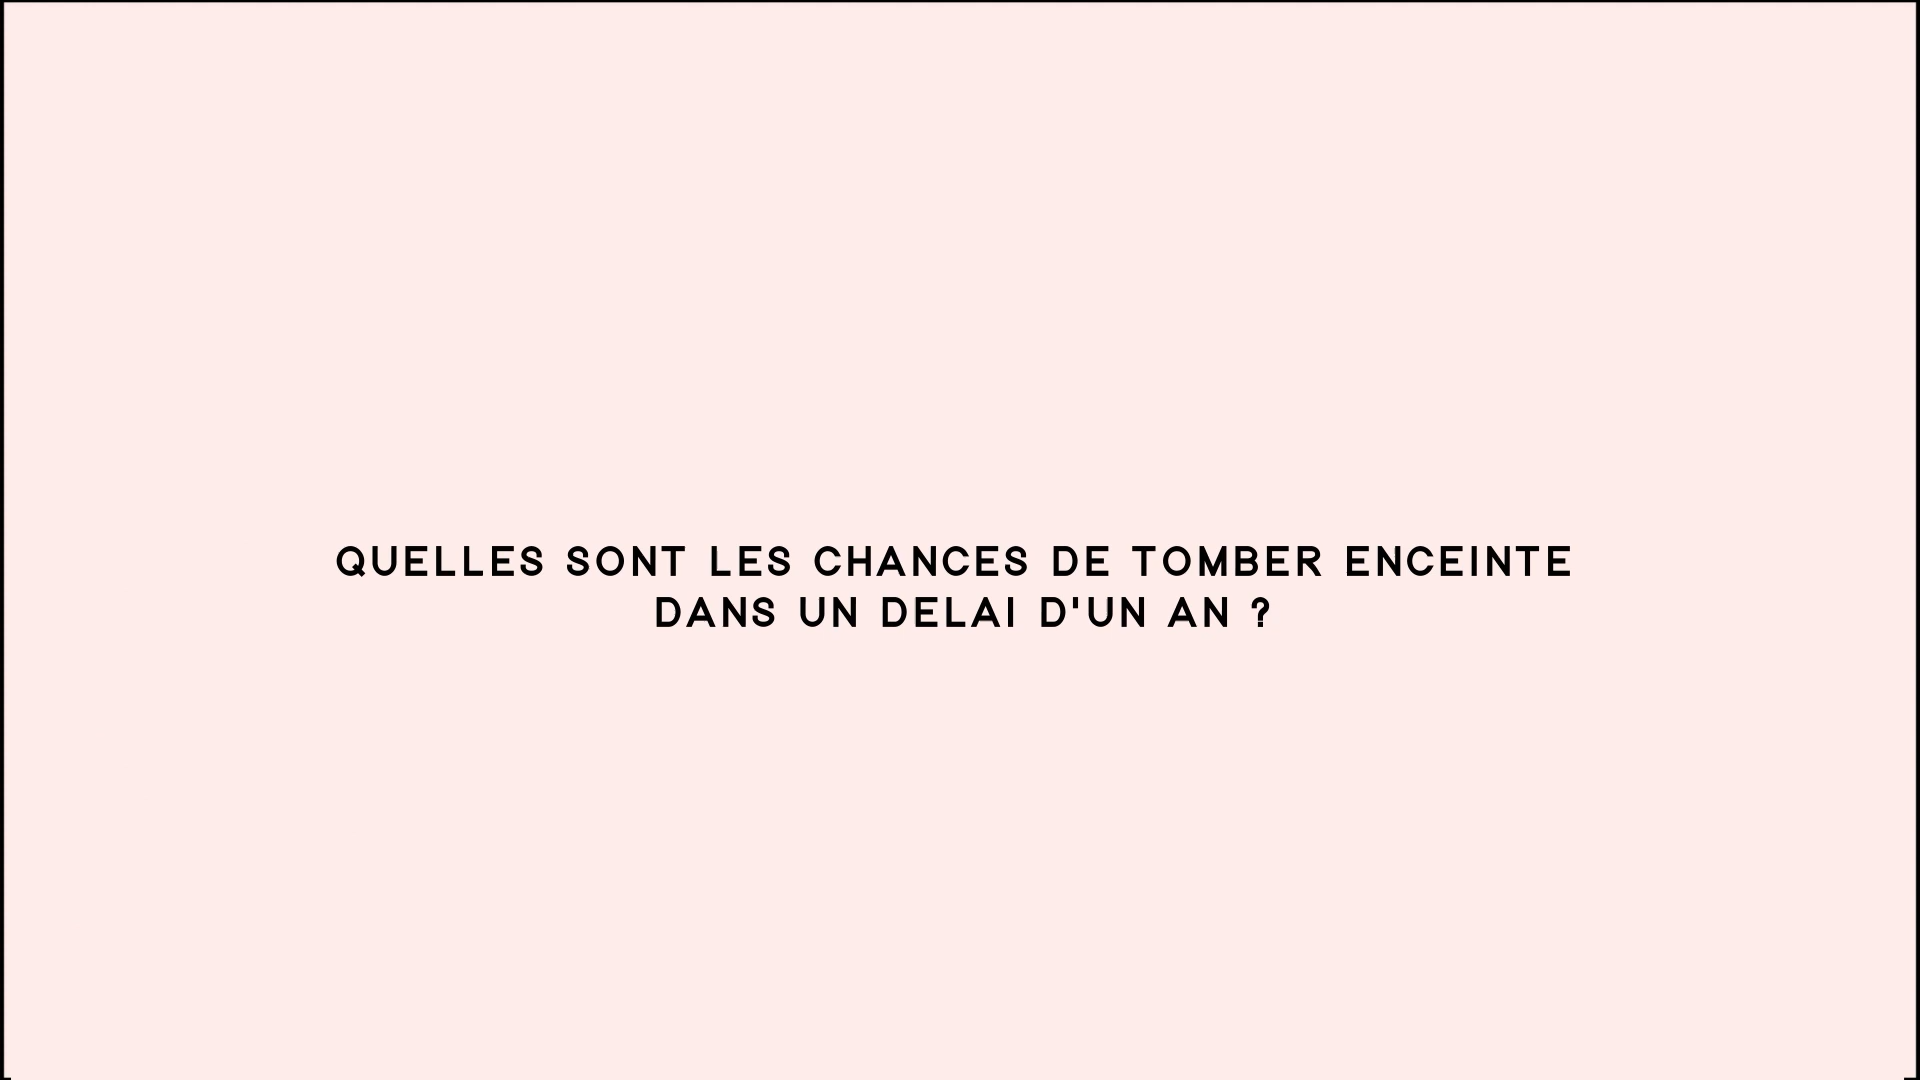 QUELLES SONT LES CHANCES DE TOMBER ENCEINTE
DANS UN DELAI D'UN AN ?